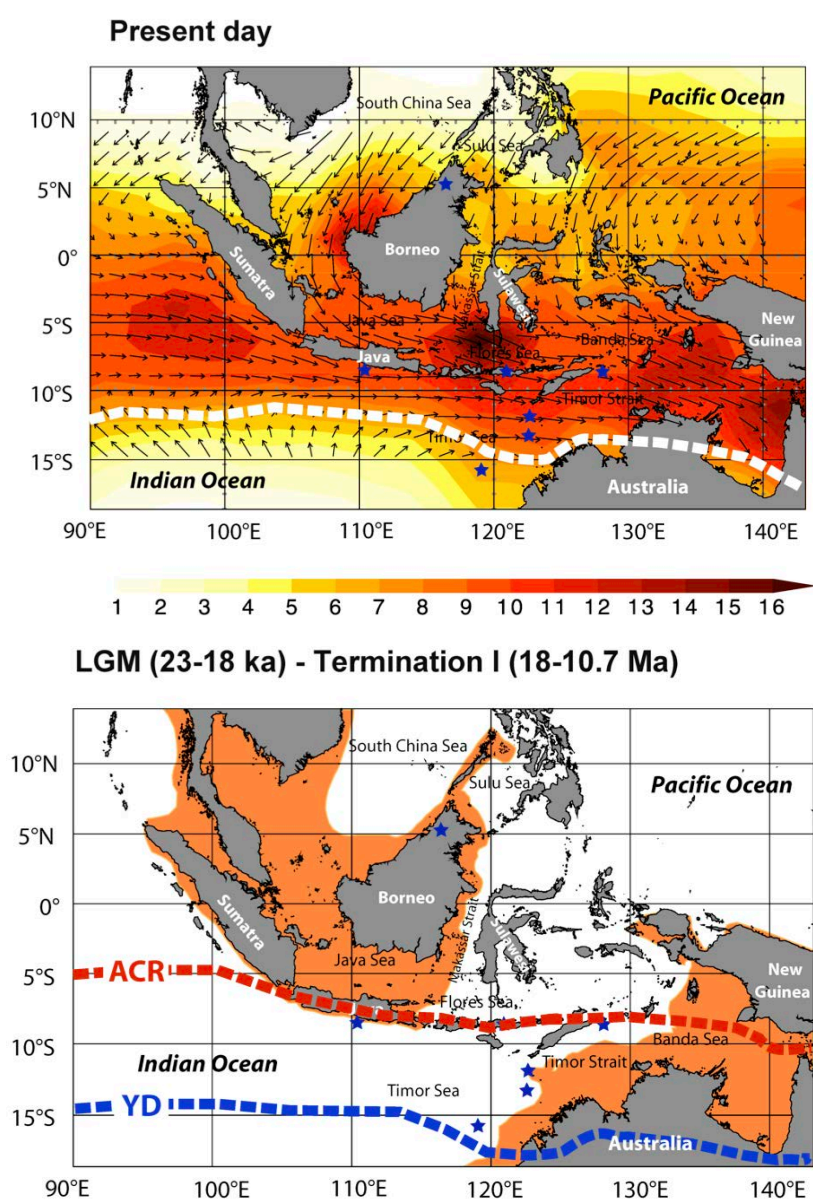 Present day
South China Sea
Pacific Ocean
10°N
Sulu Sea
5°N
0°
Sumatra
Borneo
Makassar Strait
Sulawesi
5°S
Java Sea
Banda Sea
New
Guinea
Java
Flores Sea
10°S
Timor Strait
Timor Sea
15°S
Indian Ocean
Australia
90°E 100°E 110°E 120°E 130°E 140°E
1 2 3 4 5 6 7 8 9 10 11 12 13 14 15 16
LGM (23-18 ka) - Termination I (18-10.7 Ma)
10°N
South China Sea
Sulu Sea
Pacific Ocean
5°N
0°
Sumatra
Borneo
Makassar Strait
Sulawesi
5°S
ACR
Java Sea
New
Guinea
Flores Sea
Banda Sea
10°S
Indian Ocean
Timor Strait
Timor Sea
15°S
YD
Australia
90°E 100°E 110°E 120°E 130°E 140°E